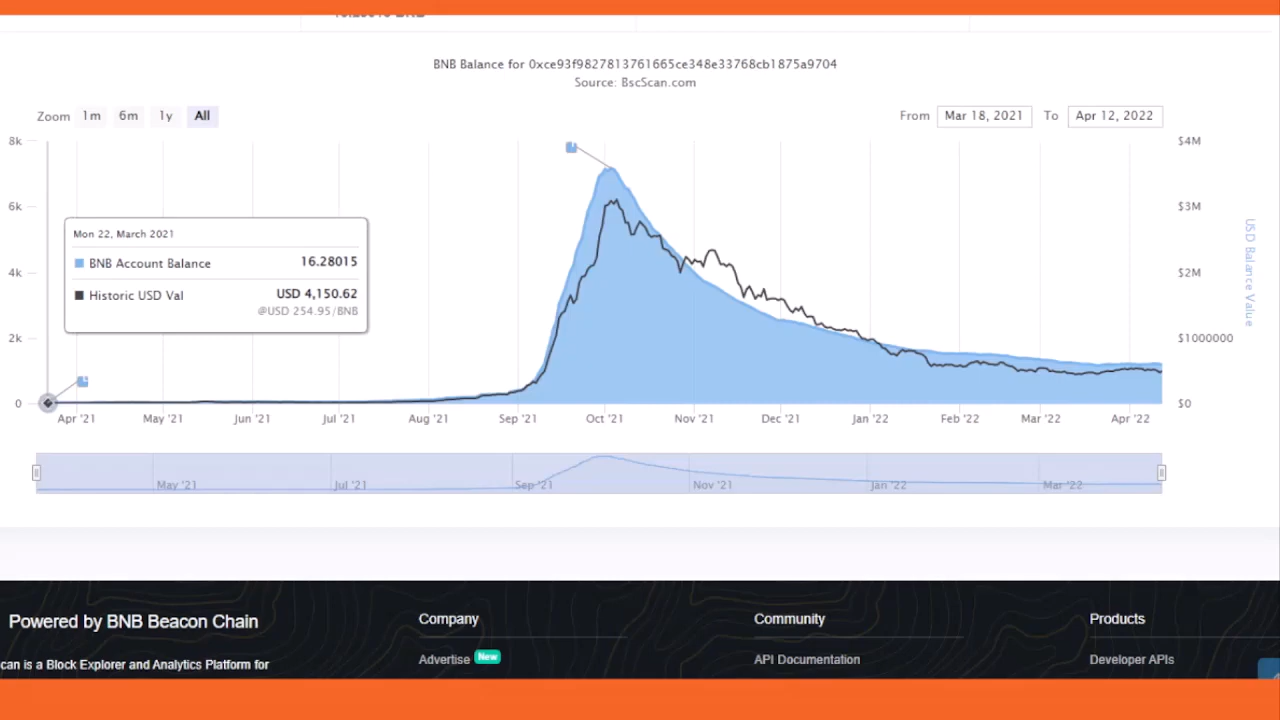 16.28015 BNB
BNB Balance for 0xce93f9827813761665ce348e33768cb1875a9704
Source: BscScan.com
Zoom 1m 6m 1y All
From Mar 18, 2021 To Apr 12, 2022
8k
6k
4k
2k
0
$4M
$3M
$2M
$1000000
$0
USD Balance Value
Mon 22, March 2021
BNB Account Balance 16.28015
Historic USD Val USD 4,150.62
@USD 254.95/BNB
Apr '21 May '21 Jun '21 Jul '21 Aug '21 Sep '21 Oct '21 Nov '21 Dec '21 Jan '22 Feb '22 Mar '22 Apr '22
May '21 Jul '21 Sep '21 Nov '21 Jan '22 Mar '22
Powered by BNB Beacon Chain
can is a Block Explorer and Analytics Platform for
Company
Advertise New
Community
API Documentation
Products
Developer APIs